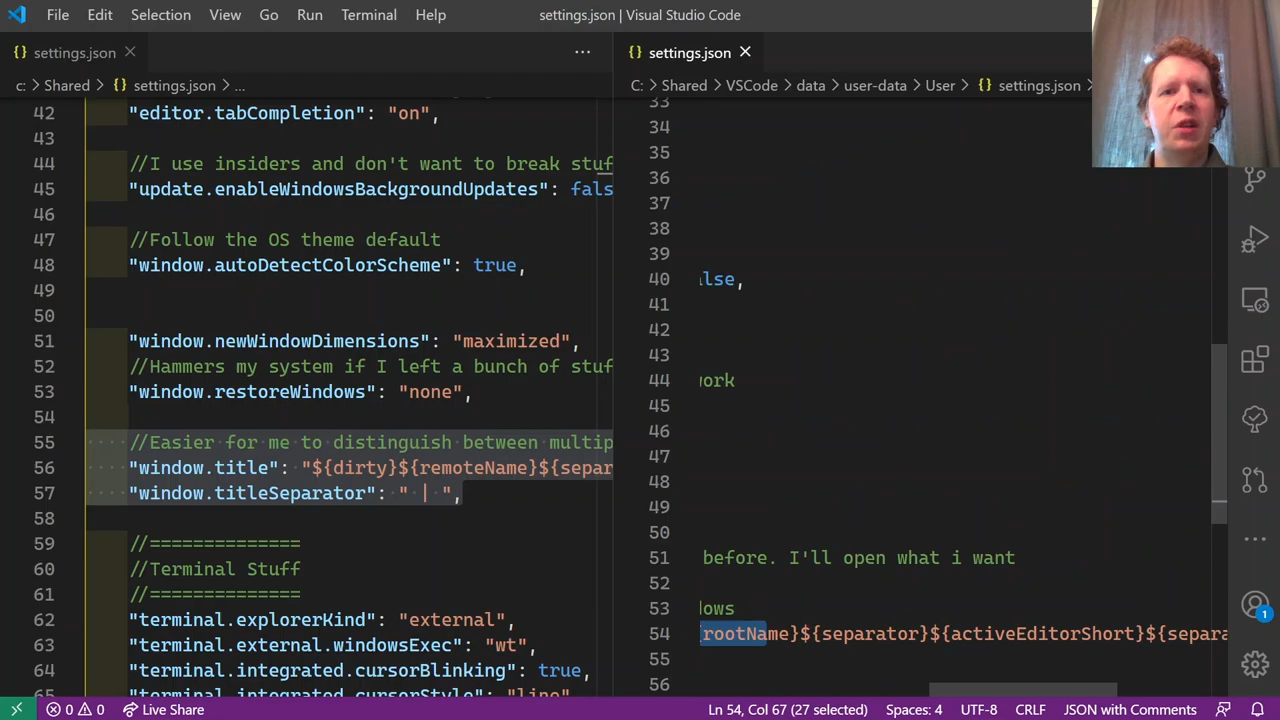 File Edit Selection View Go Run Terminal Help settings.json | Visual Studio Code
settings.json
c: > Shared > settings.json > ...
42 "editor.tabCompletion": "on",
43
44 //I use insiders and don't want to break stuf
45 "update.enableWindowsBackgroundUpdates": fals
46
47 //Follow the OS theme default
48 "window.autoDetectColorScheme": true,
49
50
51 "window.newWindowDimensions": "maximized",
52 //Hammers my system if I left a bunch of stuf
53 "window.restoreWindows": "none",
54
55 //Easier for me to distinguish between multip
56 "window.title": "${dirty}${remoteName}${separ
57 "window.titleSeparator": " | ",
58
59 //==============
60 //Terminal Stuff
61 //==============
62 "terminal.explorerKind": "external",
63 "terminal.external.windowsExec": "wt",
64 "terminal.integrated.cursorBlinking": true,
65 "terminal.integrated.cursorStyle": "line"
settings.json
C: > Shared > VSCode > data > user-data > User > settings.json >
33
34
35
36
37
38
39
40 alse,
41
42
43
44 work
45
46
47
48
49
50
51 before. I'll open what i want
52
53 dows
54 {rootName}${separator}${activeEditorShort}${separa
55
56
1
0 0 Live Share Ln 54, Col 67 (27 selected) Spaces: 4 UTF-8 CRLF JSON with Comments